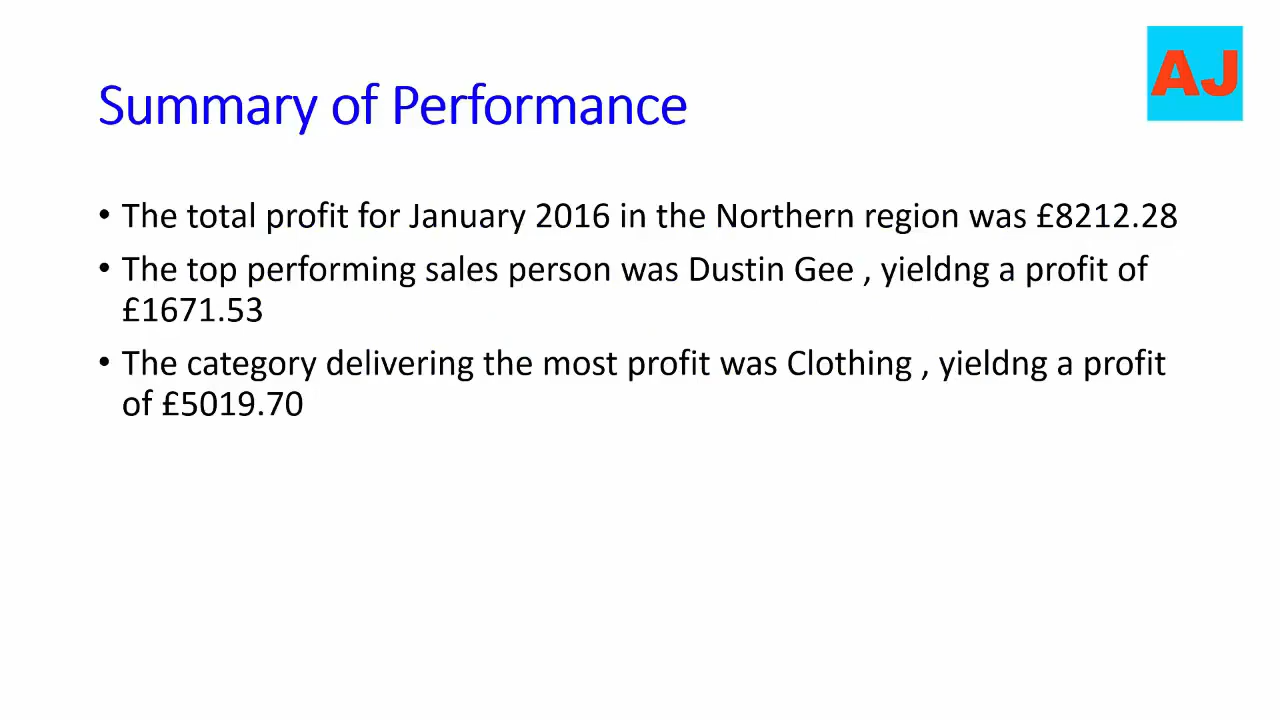 AJ
Summary of Performance
• The total profit for January 2016 in the Northern region was £8212.28
• The top performing sales person was Dustin Gee , yieldng a profit of
£1671.53
• The category delivering the most profit was Clothing , yieldng a profit
of £5019.70